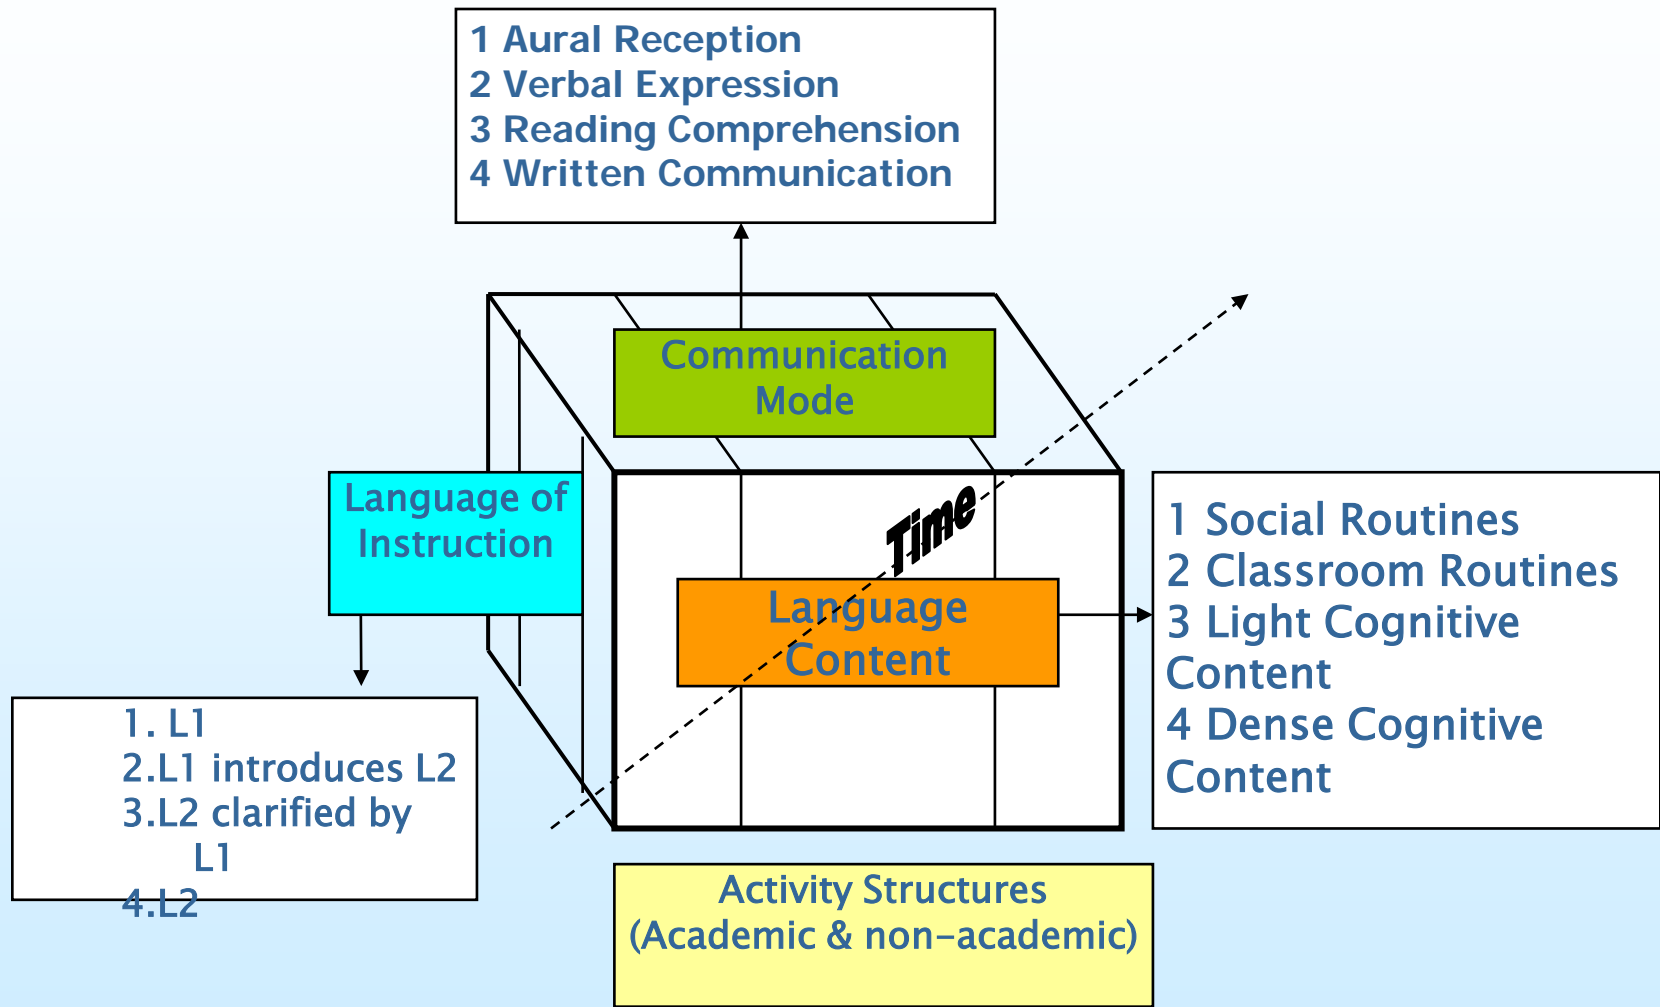 1 Aural Reception
2 Verbal Expression
3 Reading Comprehension
4 Written Communication
Communication
Mode
Language of
Instruction
Time
Language
Content
1 Social Routines
2 Classroom Routines
3 Light Cognitive
Content
4 Dense Cognitive
Content
1. L1
2.L1 introduces L2
3.L2 clarified by
L1
4.L2
Activity Structures
(Academic & non-academic)